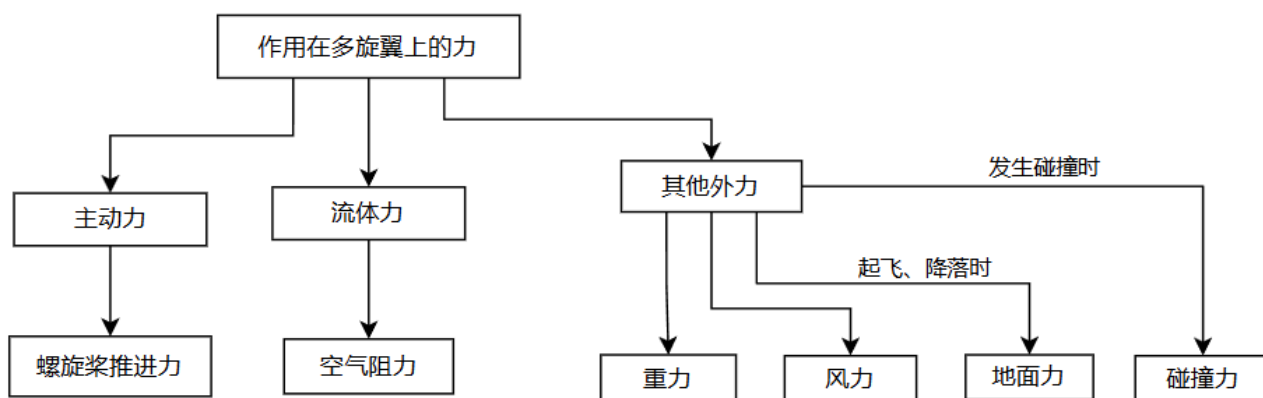 作用在多旋翼上的力
其他外力
发生碰撞时
主动力
流体力
起飞、降落时
螺旋桨推进力
空气阻力
重力
风力
地面力
碰撞力